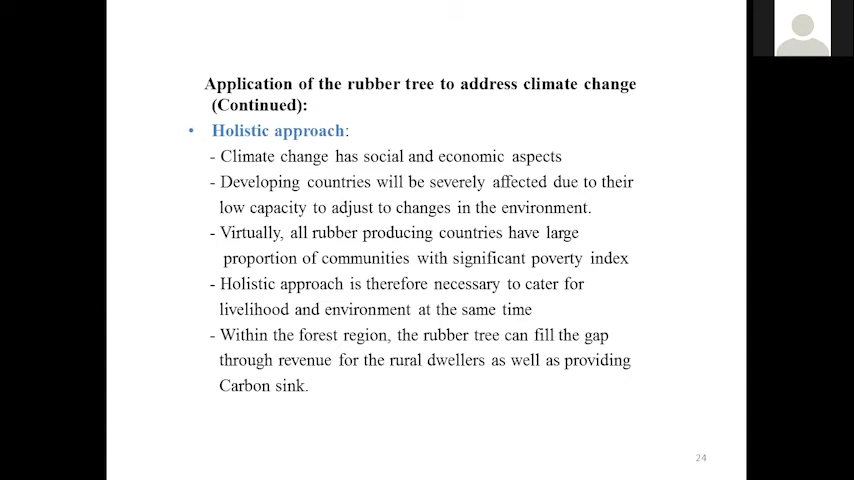 Application of the rubber tree to address climate change
(Continued):
• Holistic approach:
- Climate change has social and economic aspects
- Developing countries will be severely affected due to their
low capacity to adjust to changes in the environment.
- Virtually, all rubber producing countries have large
proportion of communities with significant poverty index
- Holistic approach is therefore necessary to cater for
livelihood and environment at the same time
- Within the forest region, the rubber tree can fill the gap
through revenue for the rural dwellers as well as providing
Carbon sink.
24